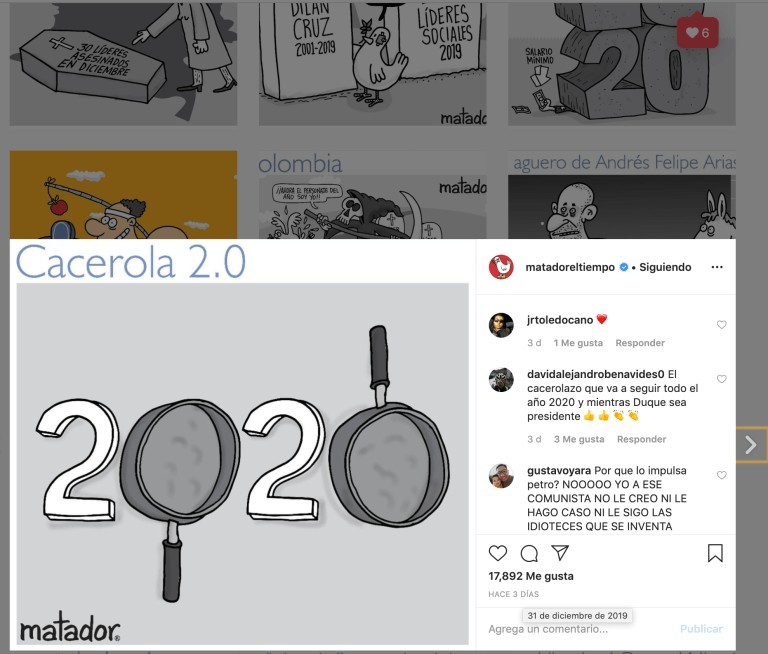 DILAN
CRUZ
2001-2019
LÍDERES
SOCIALES
2019
6
30 LÍDERES
ASESINADOS
EN DICIEMBRE
SALARIO
MÍNIMO
20
matado
olombia
aguero de Andrés Felipe Arias
¡¡AHORA EL PERSONAJE DEL
AÑO SOY YO!!
matado
Cacerola 2.0
2020
matador
matadoreltiempo • Siguiendo
jrtoledocano ❤️
3 d 1 Me gusta Responder
davidalejandrobenavides0 El
cacerolazo que va a seguir todo el
año 2020 y mientras Duque sea
presidente 👍👍👏👏
3 d 3 Me gusta Responder
gustavoyara Por que lo impulsa
petro? NOOOOO YO A ESE
COMUNISTA NO LE CREO NI LE
HAGO CASO NI LE SIGO LAS
IDIOTECES QUE SE INVENTA
17,892 Me gusta
HACE 3 DÍAS
31 de diciembre de 2019
Agrega un comentario... Publicar